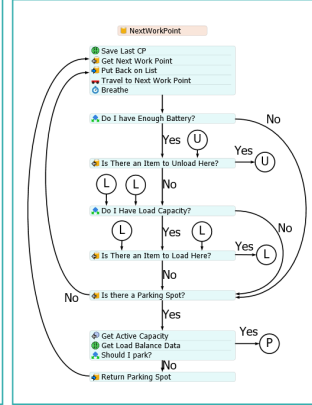 NextWorkPoint
Save Last CP
Get Next Work Point
Put Back on List
Travel to Next Work Point
Breathe
Do I have Enough Battery?
No
Yes
U
Yes
Is There an Item to Unload Here?
U
L
L
No
Do I Have Load Capacity?
No
L
Yes
L
Yes
Is There an Item to Load Here?
L
No
Is there a Parking Spot?
No
Yes
Get Active Capacity
Get Load Balance Data
Should I park?
Yes
P
No
Return Parking Spot